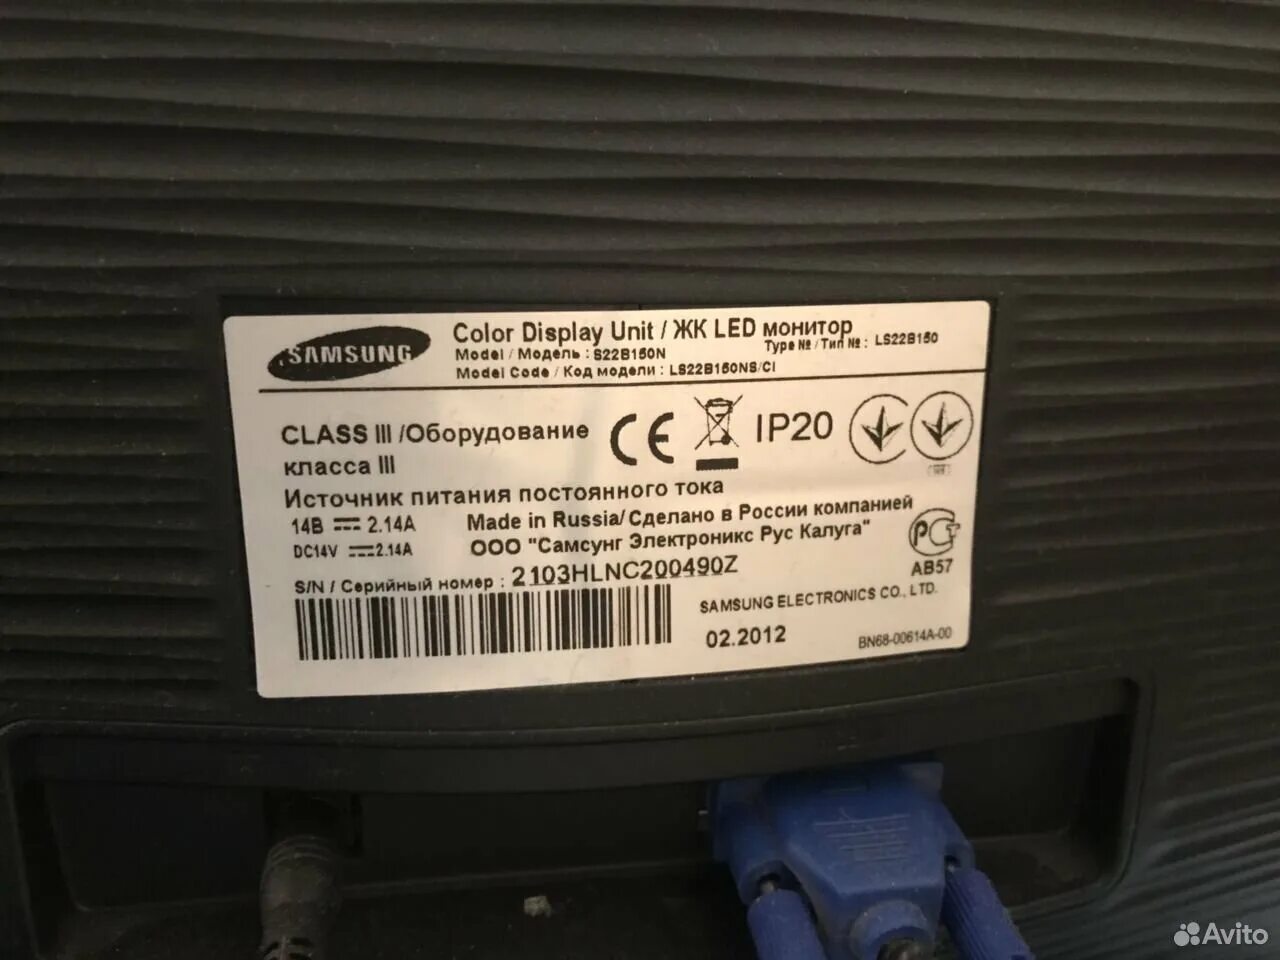 SAMSUNG
Color Display Unit / ЖК LED монитор
Model / Модель : S22B150N
Type № / Тип № : LS22B150
Model Code / Код модели : LS22B150NS/CI
CLASS III /Оборудование
класса III
CE
IP20
Источник питания постоянного тока
14В 2.14А
DC14V 2.14A
Made in Russia/ Сделано в России компанией
ООО "Самсунг Электроникс Рус Калуга"
РСТ
АВ57
S/N / Серийный номер : 2103HLNC200490Z
SAMSUNG ELECTRONICS CO., LTD.
02.2012
BN68-00614A-00
Avito